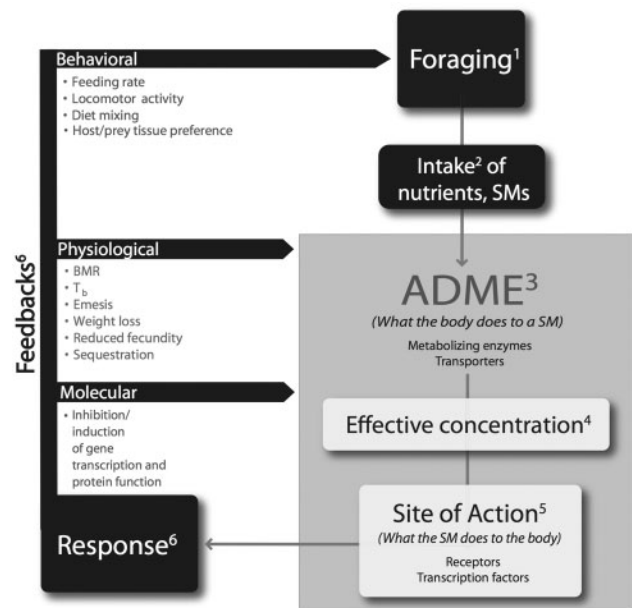 Behavioral
• Feeding rate
• Locomotor activity
• Diet mixing
• Host/prey tissue preference
Foraging¹
Intake² of
nutrients, SMs
Feedbacks⁶
Physiological
• BMR
• T_b
• Emesis
• Weight loss
• Reduced fecundity
• Sequestration
Molecular
• Inhibition/
induction
of gene
transcription and
protein function
ADME³
(What the body does to a SM)
Metabolizing enzymes
Transporters
Effective concentration⁴
Site of Action⁵
(What the SM does to the body)
Receptors
Transcription factors
Response⁶